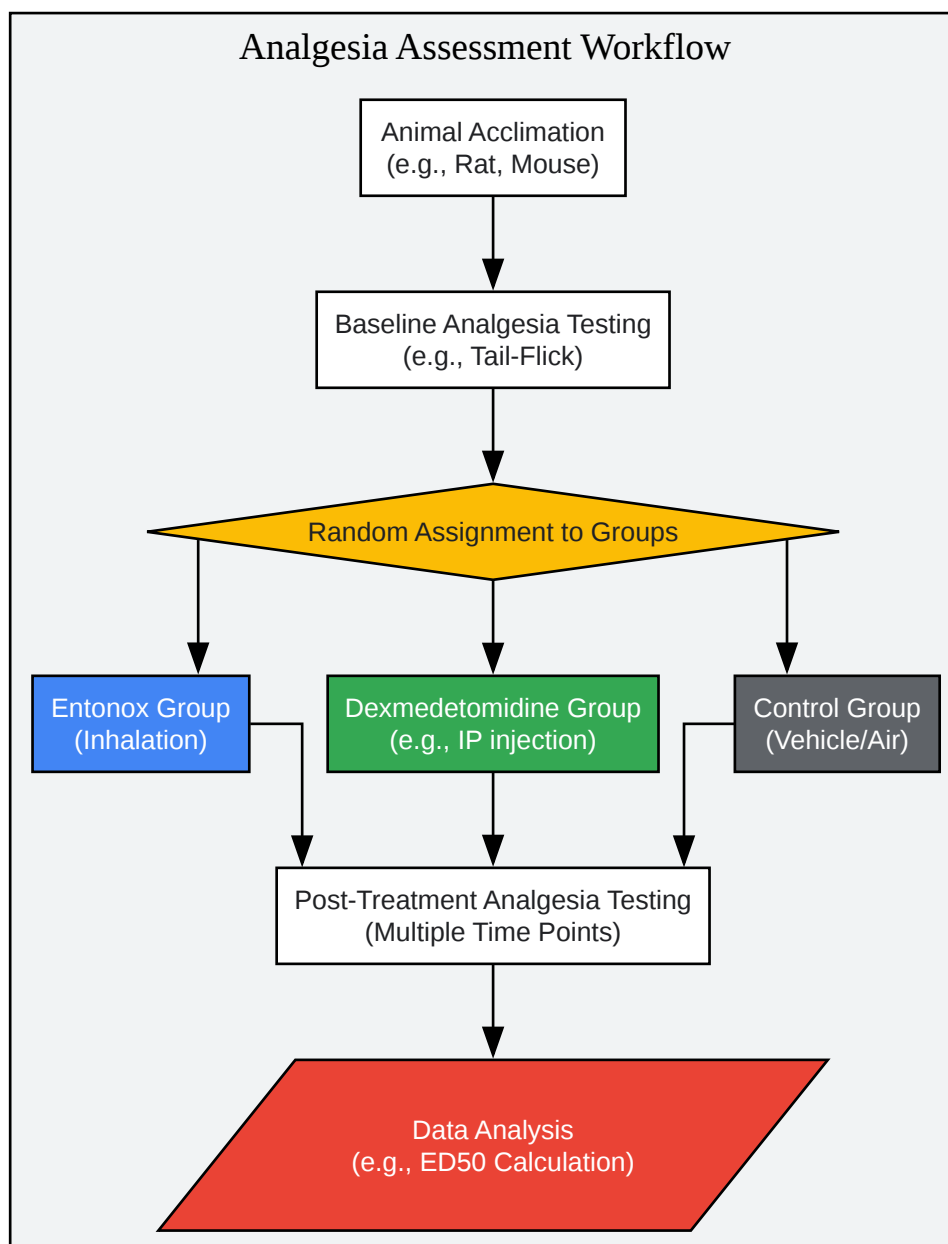 Analgesia Assessment Workflow
Animal Acclimation
(e.g., Rat, Mouse)
Baseline Analgesia Testing
(e.g., Tail-Flick)
Random Assignment to Groups
Entonox Group
(Inhalation)
Dexmedetomidine Group
(e.g., IP injection)
Control Group
(Vehicle/Air)
Post-Treatment Analgesia Testing
(Multiple Time Points)
Data Analysis
(e.g., ED50 Calculation)